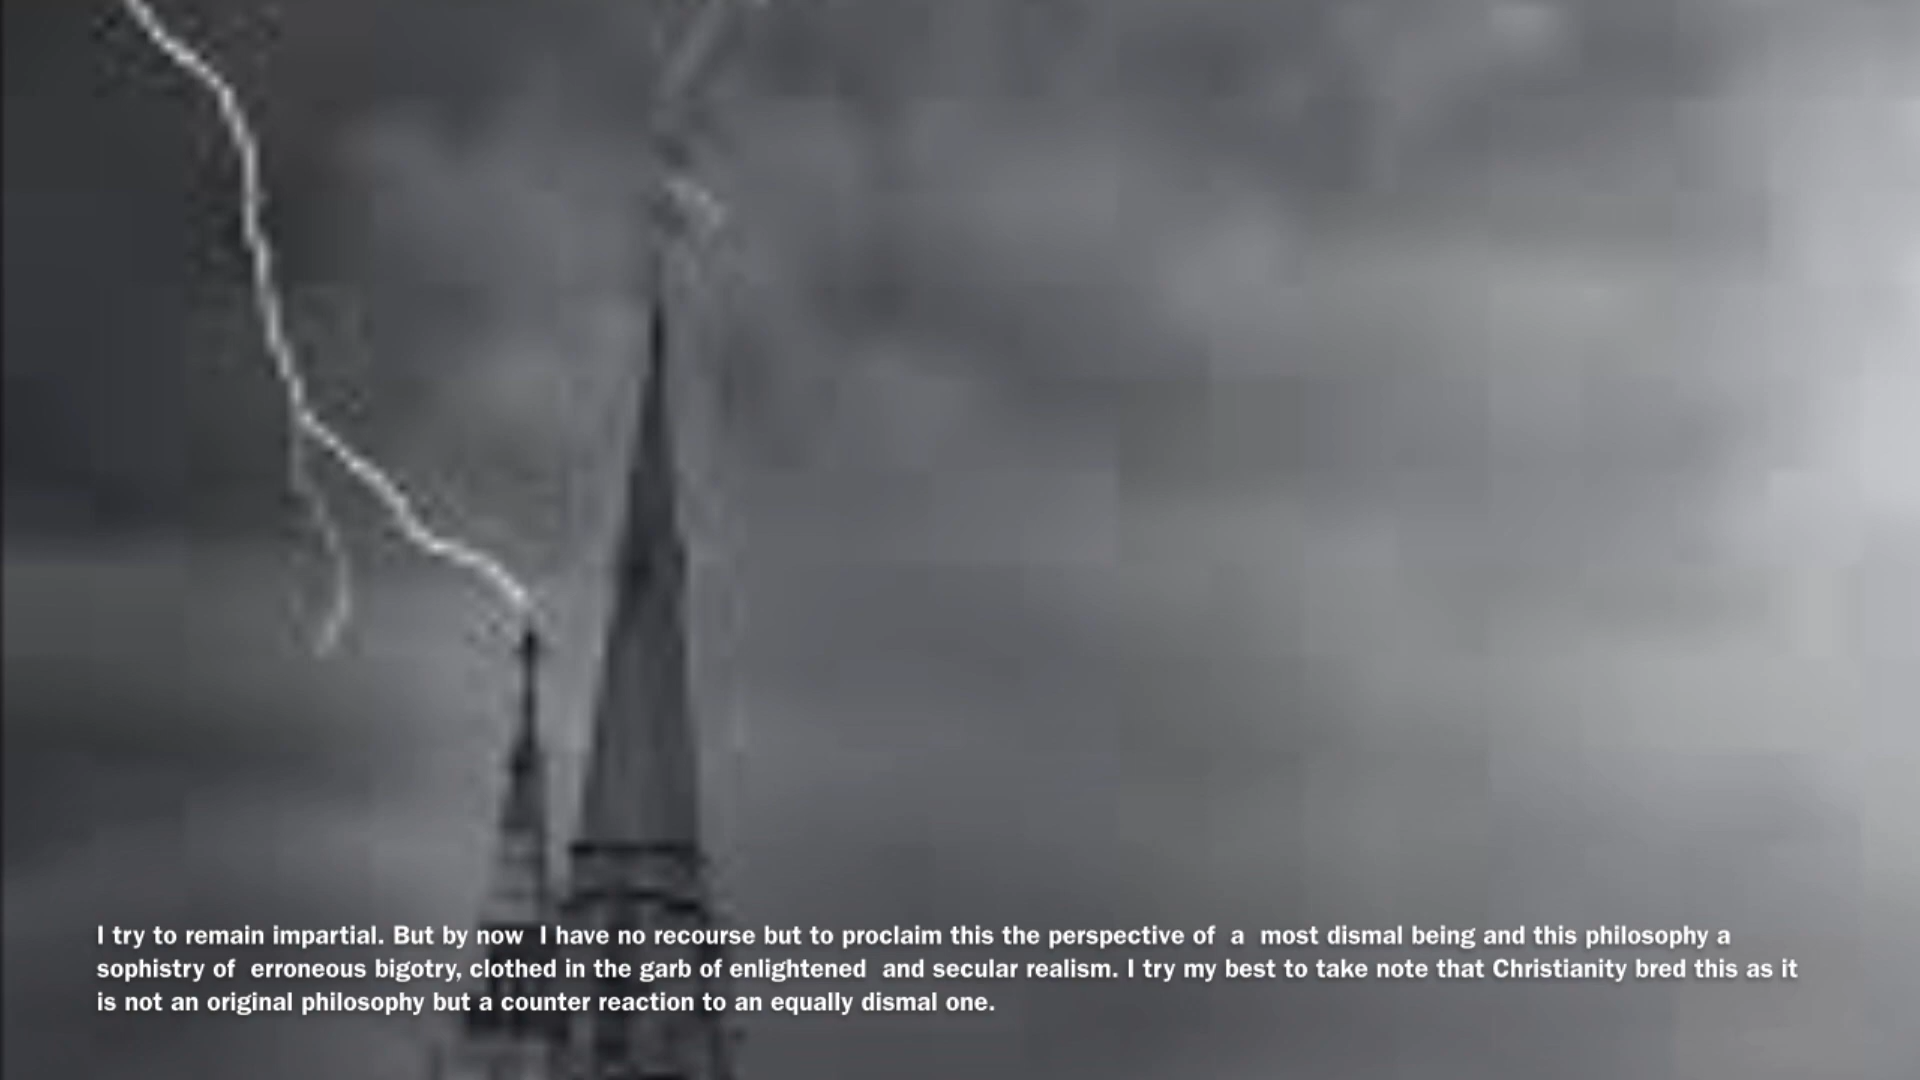 I try to remain impartial. But by now  I have no recourse but to proclaim this the perspective of  a  most dismal being and this philosophy a
sophistry of  erroneous bigotry, clothed in the garb of enlightened  and secular realism. I try my best to take note that Christianity bred this as it
is not an original philosophy but a counter reaction to an equally dismal one.